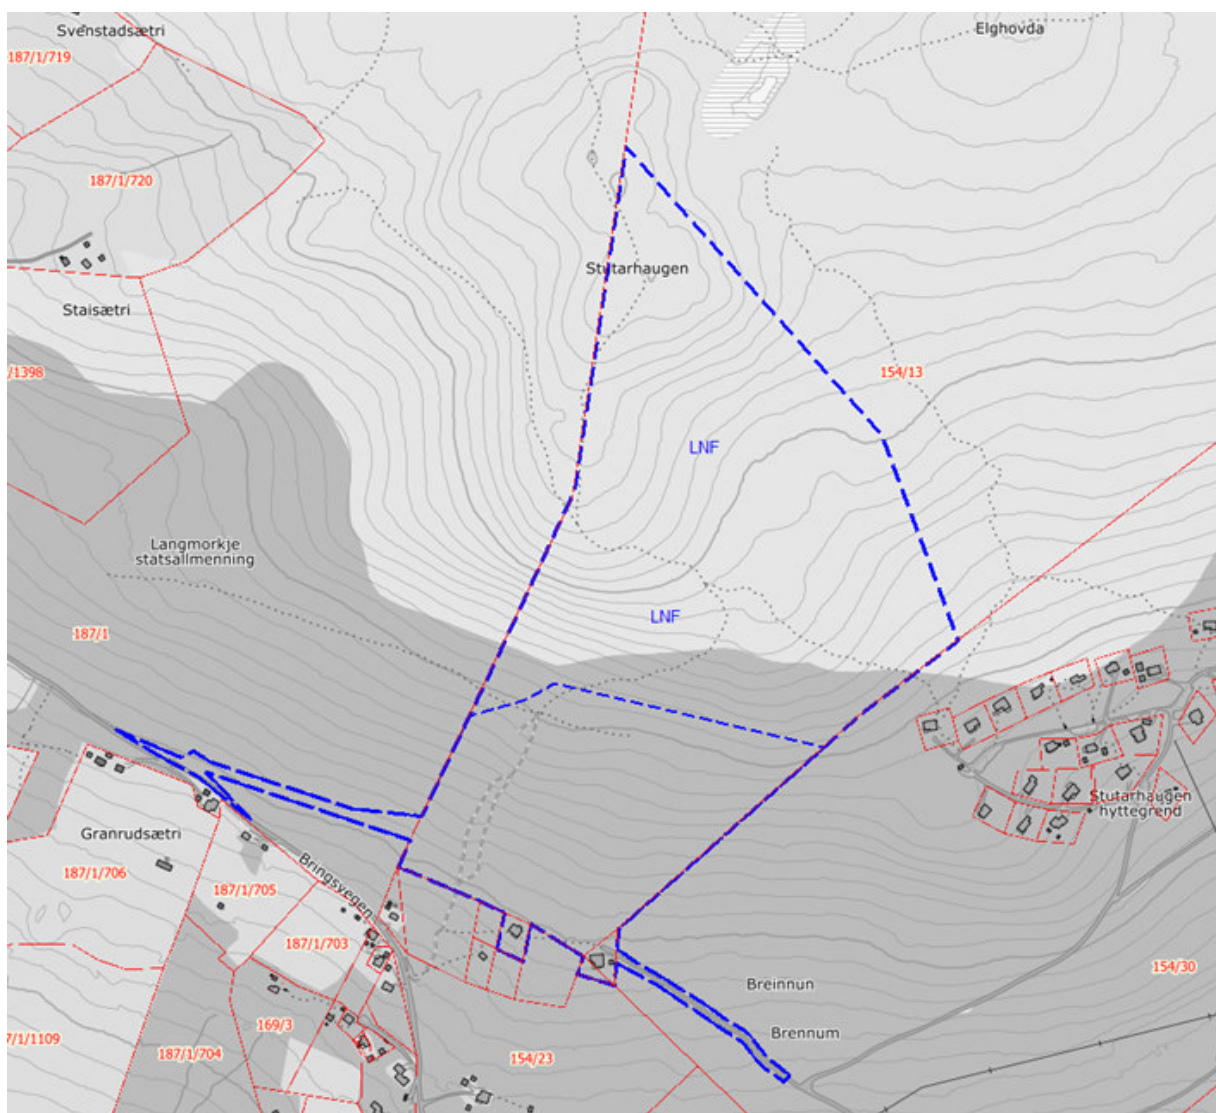 Svenstadsætri
Elghovda
187/1/719
187/1/720
Stutarhaugen
Staisætri
/1398
154/13
LNF
Langmorkje
statsallmenning
LNF
187/1
Stutarhaugen
hyttegrend
Granrudsætri
Bringsvegen
187/1/706
187/1/705
187/1/703
154/30
Breinnun
Brennum
169/3
7/1/1109
187/1/704
154/23